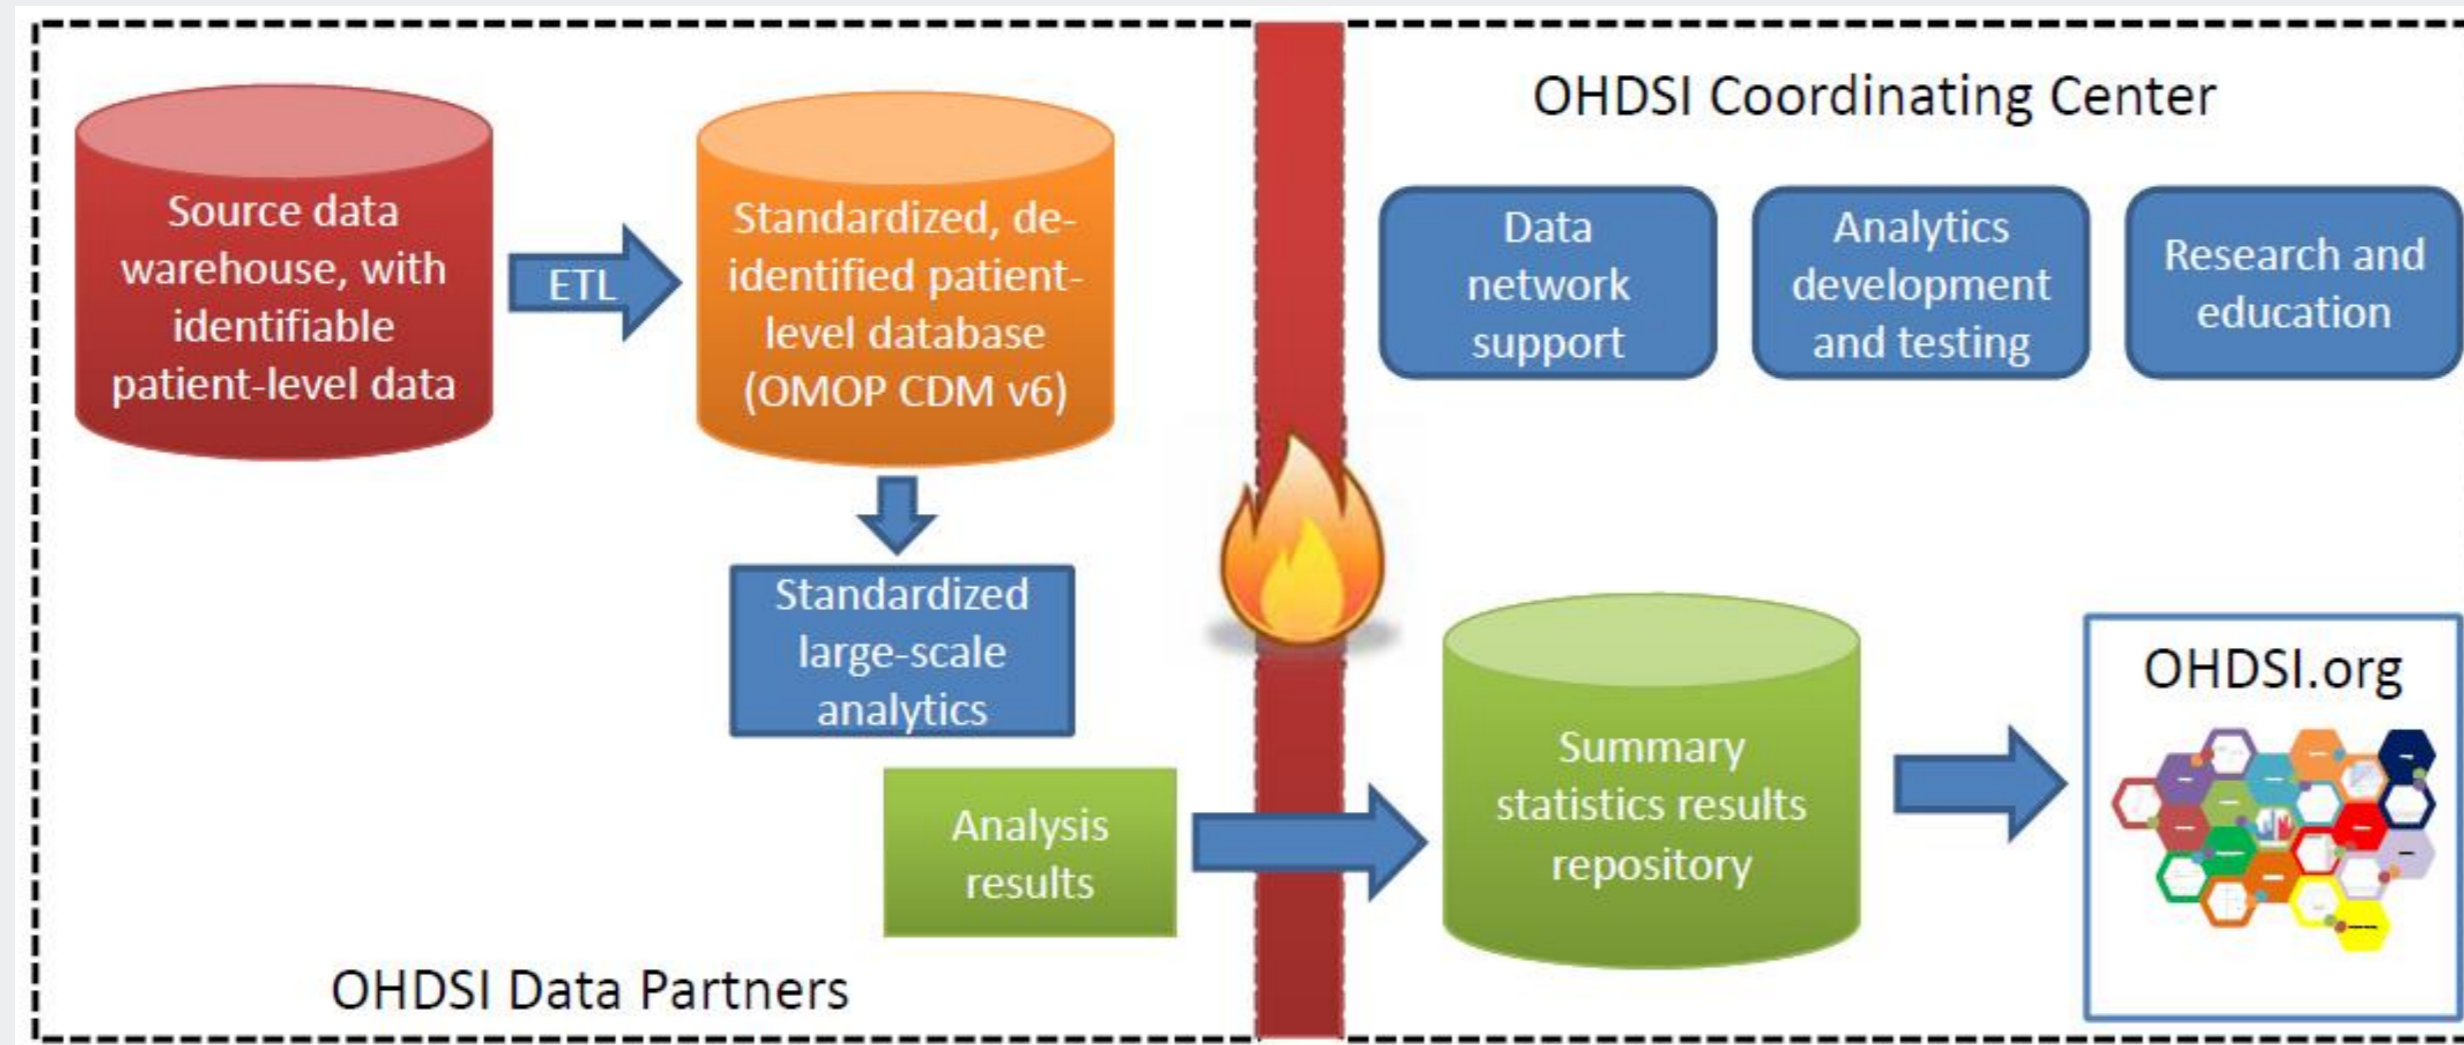 Source data
warehouse, with
identifiable
patient-level data
ETL
Standardized, de-
identified patient-
level database
(OMOP CDM v6)
Standardized
large-scale
analytics
Analysis
results
OHDSI Data Partners
OHDSI Coordinating Center
Data
network
support
Analytics
development
and testing
Research and
education
Summary
statistics results
repository
OHDSI.org